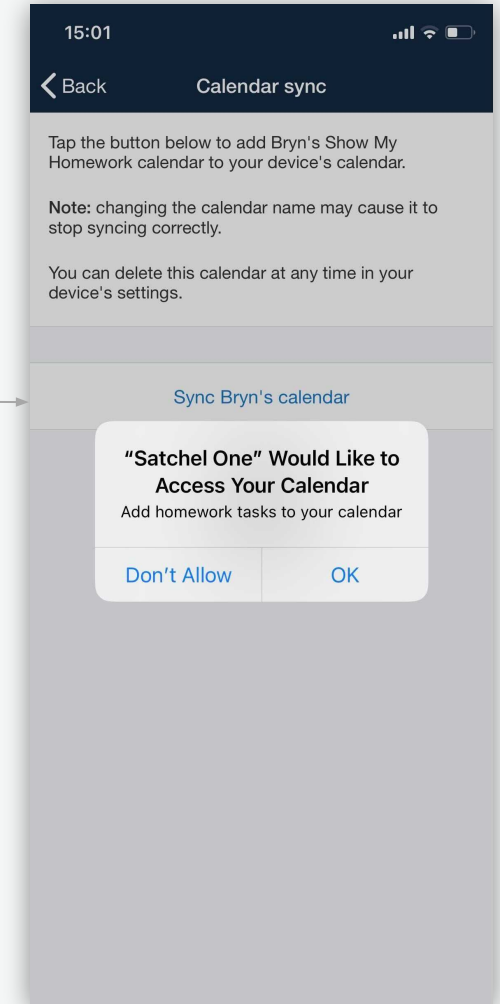 15:01
Back
Calendar sync
Tap the button below to add Bryn's Show My
Homework calendar to your device's calendar.
Note: changing the calendar name may cause it to
stop syncing correctly.
You can delete this calendar at any time in your
device's settings.
Sync Bryn's calendar
“Satchel One” Would Like to
Access Your Calendar
Add homework tasks to your calendar
Don’t Allow
OK